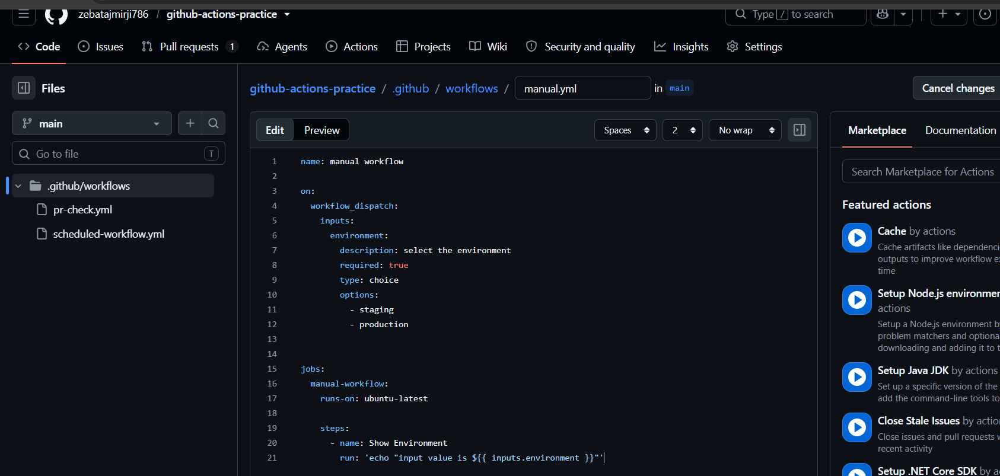 zebatajmirji786 / github-actions-practice
Type / to search
Code
Issues
Pull requests 1
Agents
Actions
Projects
Wiki
Security and quality
Insights
Settings
Files
main
Go to file
T
.github/workflows
pr-check.yml
scheduled-workflow.yml
github-actions-practice / .github / workflows / manual.yml in main
Cancel changes
Edit
Preview
Spaces
2
No wrap
1 name: manual workflow
2
3 on:
4   workflow_dispatch:
5     inputs:
6       environment:
7         description: select the environment
8         required: true
9         type: choice
10         options:
11           - staging
12           - production
13
14
15 jobs:
16   manual-workflow:
17     runs-on: ubuntu-latest
18
19     steps:
20       - name: Show Environment
21         run: 'echo "input value is ${{ inputs.environment }}"'
Marketplace
Documentation
Search Marketplace for Actions
Featured actions
Cache by actions
Cache artifacts like
outputs to improve workflow
time
Setup Node.js
actions
Setup a Node.js environment
problem matchers and
downloading and adding it to
Setup Java JDK by actions
Set up a specific version of the
add the command-line tools to
Close Stale Issues by
Close issues and pull requests
recent activity
Setup .NET Core SDK by